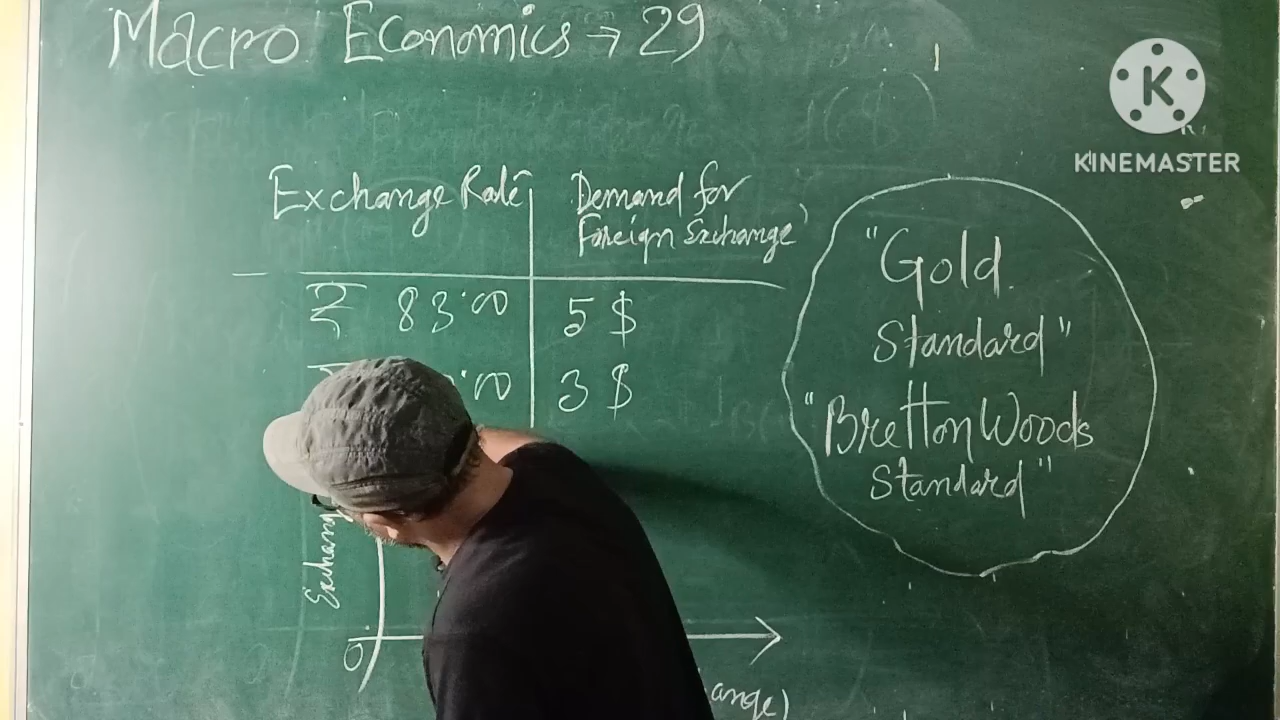 Macro Economics → 29
KINEMASTER
Exchange Rate
Demand for
Foreign Exchange
₹ 83.00
5 $
.00
3 $
"Gold
Standard"
"Bretton Woods
Standard"
Exchang
0
ange)